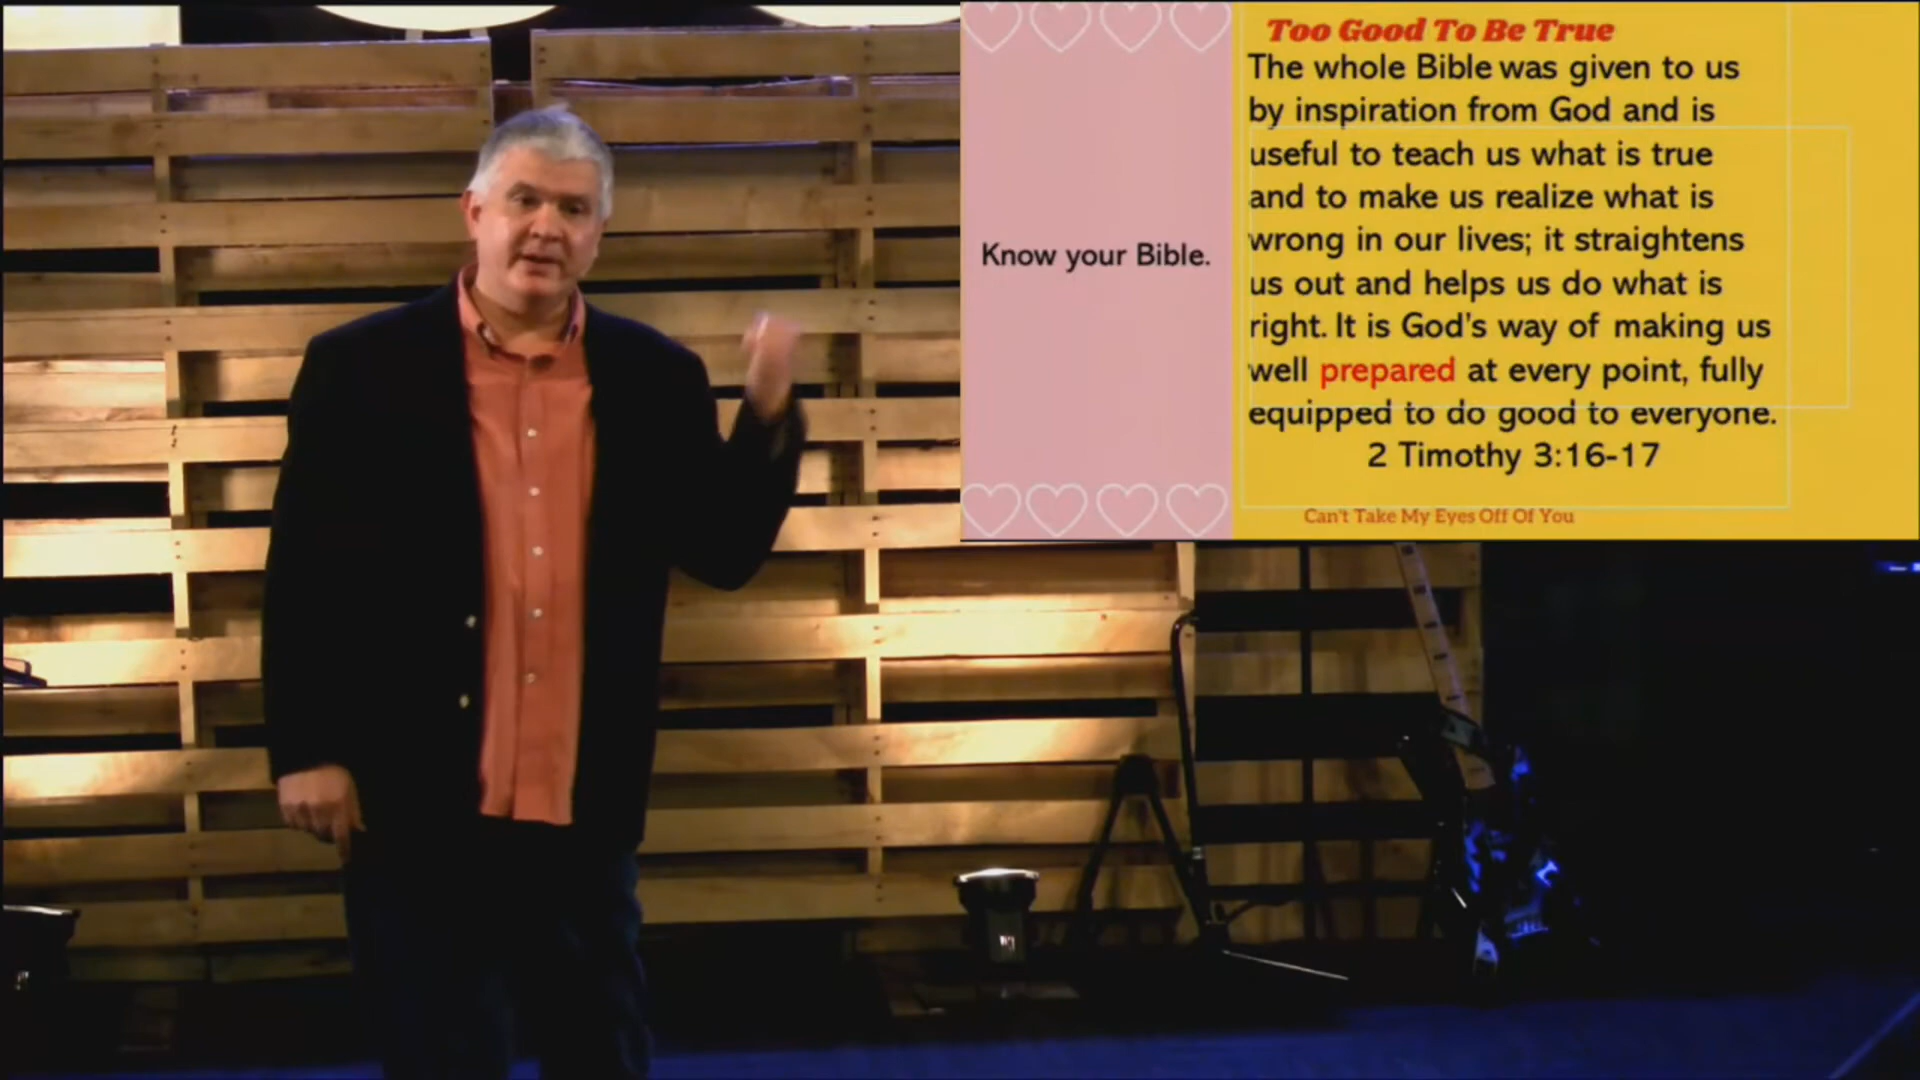 Too Good To Be True
The whole Bible was given to us
by inspiration from God and is
useful to teach us what is true
and to make us realize what is
wrong in our lives; it straightens
us out and helps us do what is
right. It is God's way of making us
well prepared at every point, fully
equipped to do good to everyone.
2 Timothy 3:16-17
Can't Take My Eyes Off Of You
Know your Bible.